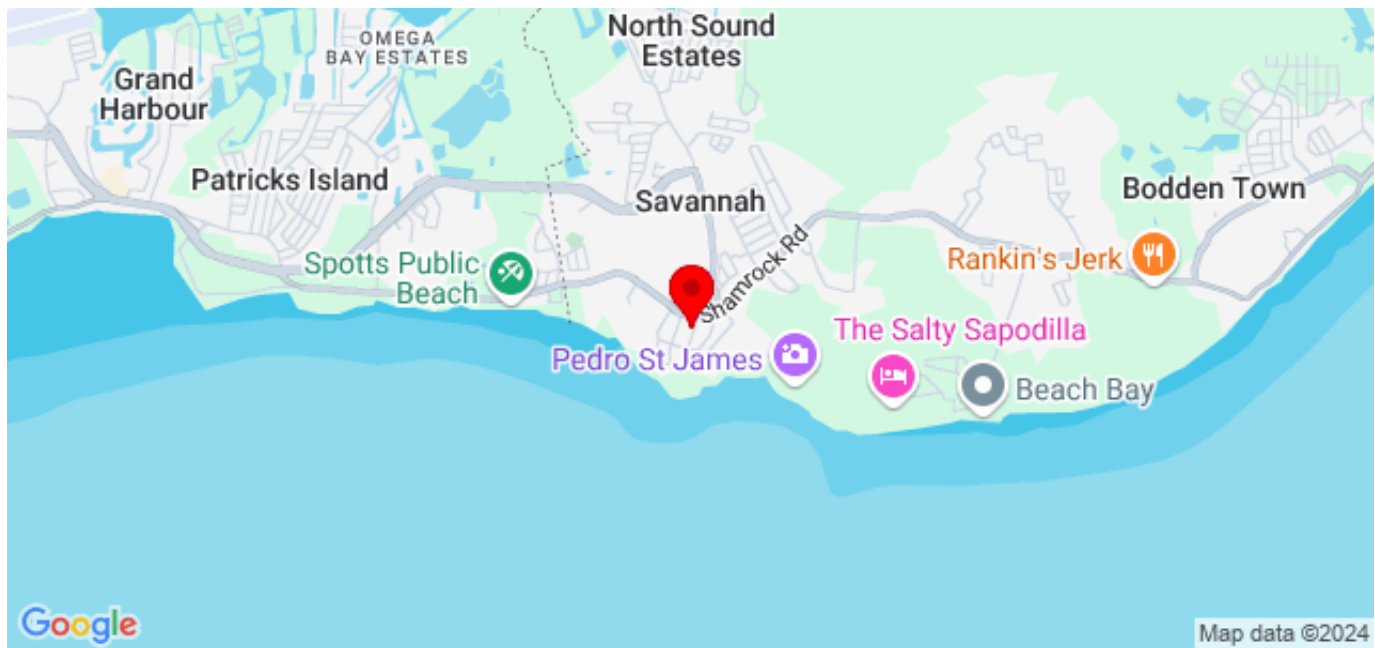 North Sound
Estates
OMEGA
BAY ESTATES
Grand
Harbour
Patricks Island
Savannah
Bodden Town
Shamrock Rd
Spotts Public
Beach
Rankin's Jerk
The Salty Sapodilla
Pedro St James
Beach Bay
Google
Map data ©2024